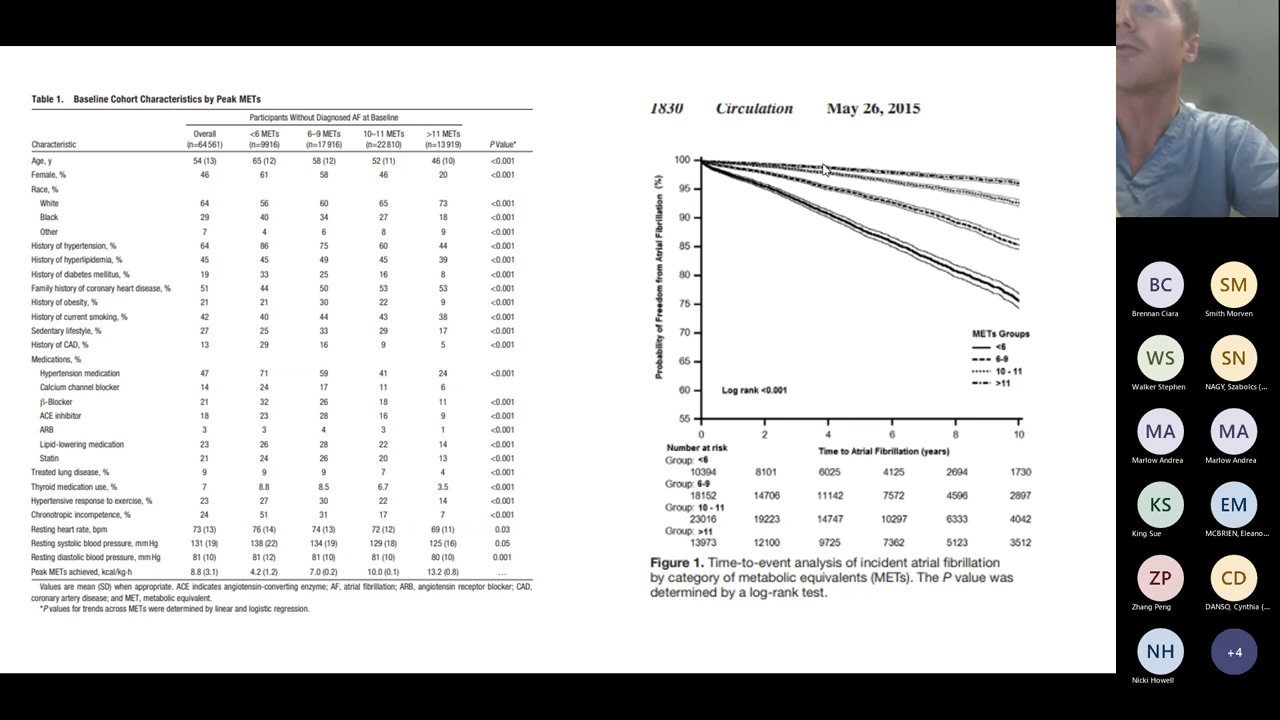 Table 1. Baseline Cohort Characteristics by Peak METs
Participants Without Diagnosed AF at Baseline
Overall <6 METs 6–9 METs 10–11 METs >11 METs
Characteristic (n=64 561) (n=9916) (n=17 916) (n=22 810) (n=13 919) P Value*
Age, y 54 (13) 65 (12) 58 (12) 52 (11) 46 (10) <0.001
Female, % 46 61 58 46 20 <0.001
Race, %
White 64 56 60 65 73 <0.001
Black 29 40 34 27 18 <0.001
Other 7 4 6 8 9 <0.001
History of hypertension, % 64 86 75 60 44 <0.001
History of hyperlipidemia, % 45 45 49 45 39 <0.001
History of diabetes mellitus, % 19 33 25 16 8 <0.001
Family history of coronary heart disease, % 51 44 50 53 53 <0.001
History of obesity, % 21 21 30 22 9 <0.001
History of current smoking, % 42 40 44 43 38 <0.001
Sedentary lifestyle, % 27 25 33 29 17 <0.001
History of CAD, % 13 29 16 9 5 <0.001
Medications, %
Hypertension medication 47 71 59 41 24 <0.001
Calcium channel blocker 14 24 17 11 6
β-Blocker 21 32 26 18 11 <0.001
ACE inhibitor 18 23 28 16 9 <0.001
ARB 3 3 4 3 1 <0.001
Lipid-lowering medication 23 26 28 22 14 <0.001
Statin 21 24 26 20 13 <0.001
Treated lung disease, % 9 9 9 7 4 <0.001
Thyroid medication use, % 7 8.8 8.5 6.7 3.5 <0.001
Hypertensive response to exercise, % 23 27 30 22 14 <0.001
Chronotropic incompetence, % 24 51 31 17 7 <0.001
Resting heart rate, bpm 73 (13) 76 (14) 74 (13) 72 (12) 69 (11) 0.03
Resting systolic blood pressure, mm Hg 131 (19) 138 (22) 134 (19) 129 (18) 125 (16) 0.05
Resting diastolic blood pressure, mm Hg 81 (10) 81 (12) 81 (10) 81 (10) 80 (10) 0.001
Peak METs achieved, kcal/kg·h 8.8 (3.1) 4.2 (1.2) 7.0 (0.2) 10.0 (0.1) 13.2 (0.8) …
Values are mean (SD) when appropriate. ACE indicates angiotensin-converting enzyme; AF, atrial fibrillation; ARB, angiotensin receptor blocker; CAD,
coronary artery disease; and MET, metabolic equivalent.
*P values for trends across METs were determined by linear and logistic regression.
1830 Circulation May 26, 2015
Probability of Freedom from Atrial Fibrillation (%)
100
95
90
85
80
75
70
65
60
55
METs Groups
<6
6-9
10 - 11
>11
Log rank <0.001
0 2 4 6 8 10
Number at risk Time to Atrial Fibrillation (years)
Group: <6
10394 8101 6025 4125 2694 1730
Group: 6-9
18152 14706 11142 7572 4596 2897
Group: 10 - 11
23016 19223 14747 10297 6333 4042
Group: >11
13973 12100 9725 7362 5123 3512
Figure 1. Time-to-event analysis of incident atrial fibrillation
by category of metabolic equivalents (METs). The P value was
determined by a log-rank test.
BC SM
Brennan Ciara Smith Morven
WS SN
Walker Stephen NAGY, Szabolcs (...
MA MA
Marlow Andrea Marlow Andrea
KS EM
King Sue MCBRIEN, Eleano...
ZP CD
Zhang Peng DANSO, Cynthia (...
NH +4
Nicki Howell